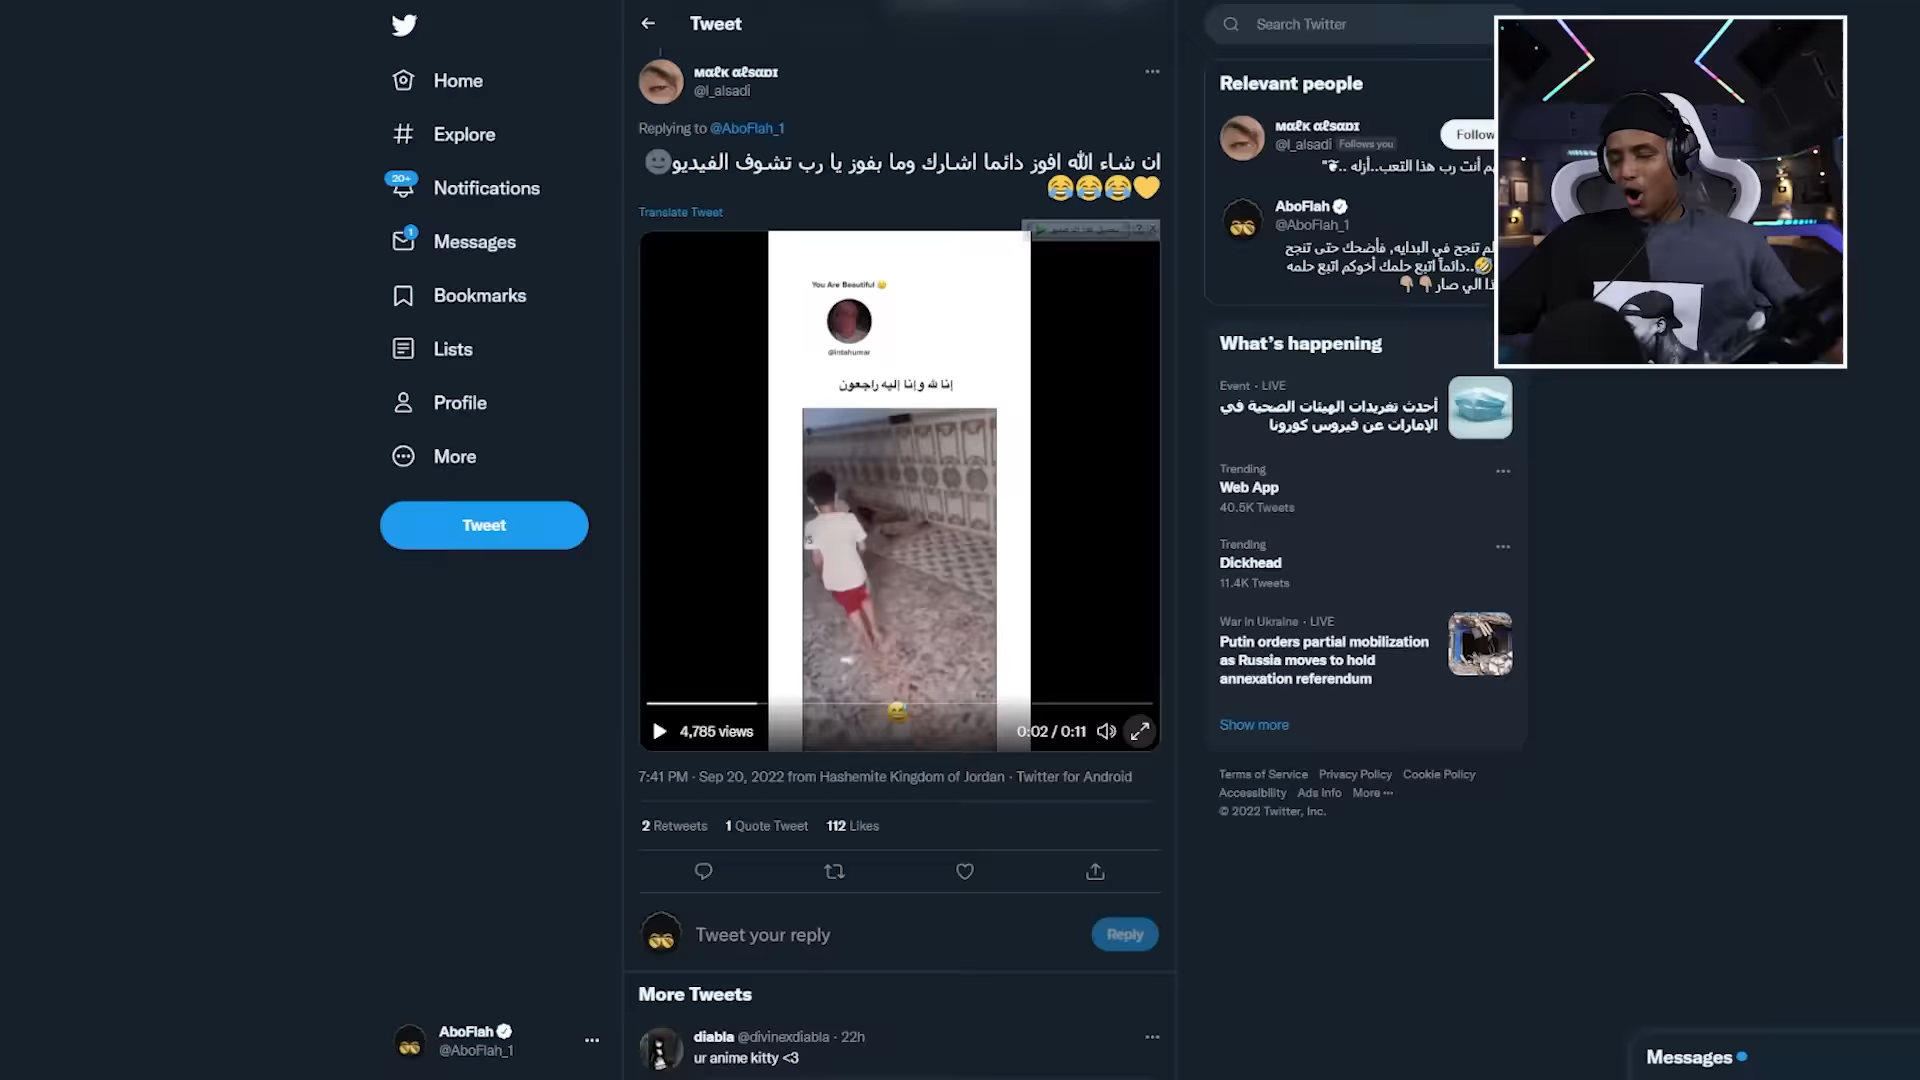 Home
Explore
20+
Notifications
1
Messages
Bookmarks
Lists
Profile
More
Tweet
AboFlah
@AboFlah_1
Tweet
мαℓк αℓѕαɒɪ
@l_alsadi
Replying to @AboFlah_1
ان شاء الله افوز دائما اشارك وما بفوز يا رب تشوف الفيديو🌚
😂😂😂💛
Translate Tweet
You Are Beautiful 😊
@intahumar
إنا لله وإنا إليه راجعون
4,785 views
0:02 / 0:11
7:41 PM · Sep 20, 2022 from Hashemite Kingdom of Jordan · Twitter for Android
2 Retweets 1 Quote Tweet 112 Likes
Tweet your reply
Reply
More Tweets
diabla @divinexdiabla · 22h
ur anime kitty <3
Search Twitter
Relevant people
мαℓк αℓѕαɒɪ
@l_alsadi Follows you
Follow
أنت رب هذا التعب..أزله ..❦"
AboFlah
@AboFlah_1
لم تنجح في البدايه, فأضحك حتى تنجح
🤣..دائماً اتبع حلمك أخوكم اتبع حلمه
الي صار👇🏼👇🏼
What's happening
Event · LIVE
أحدث تغريدات الهيئات الصحية في
الإمارات عن فيروس كورونا
Trending
Web App
40.5K Tweets
Trending
Dickhead
11.4K Tweets
War in Ukraine · LIVE
Putin orders partial mobilization
as Russia moves to hold
annexation referendum
Show more
Terms of Service Privacy Policy Cookie Policy
Accessibility Ads info More ···
© 2022 Twitter, Inc.
Messages